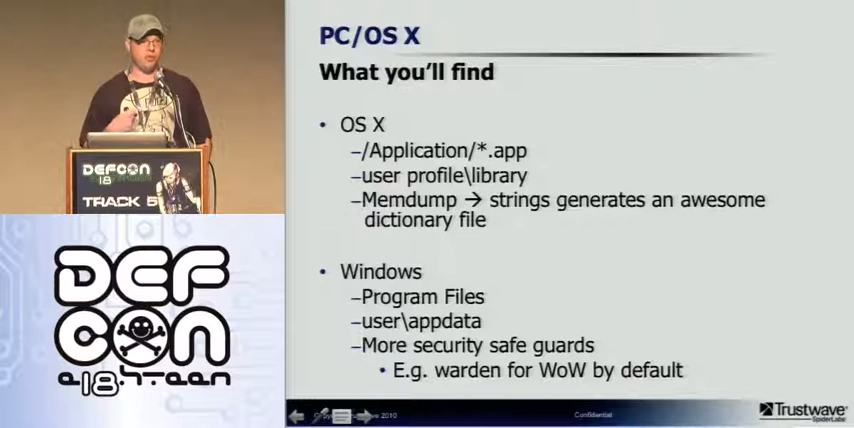 PC/OS X
What you'll find
• OS X
–/Application/*.app
–user profile\library
–Memdump → strings generates an awesome
dictionary file
• Windows
–Program Files
–user\appdata
–More security safe guards
• E.g. warden for WoW by default
2010
Confidential
Trustwave
SpiderLabs
DEFCON
18
TRACK 5
DEF
CON
e18hteen